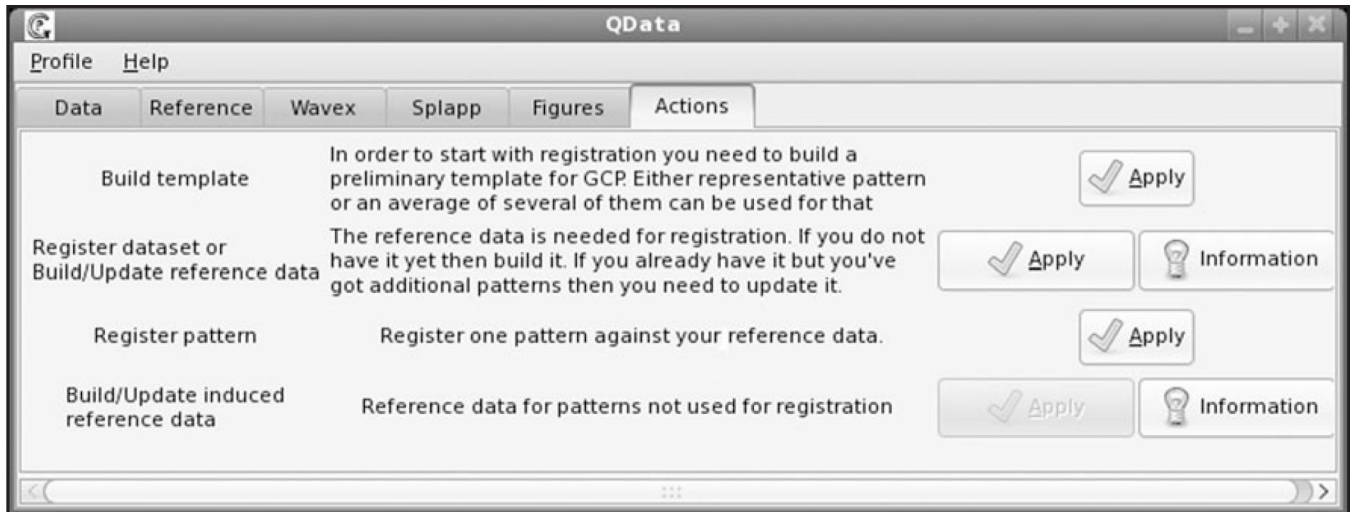 QData
Profile Help
Data Reference Wavex Splapp Figures Actions
Build template
In order to start with registration you need to build a
preliminary template for GCP. Either representative pattern
or an average of several of them can be used for that
Apply
Register dataset or
Build/Update reference data
The reference data is needed for registration. If you do not
have it yet then build it. If you already have it but you've
got additional patterns then you need to update it.
Apply
Information
Register pattern
Register one pattern against your reference data.
Apply
Build/Update induced
reference data
Reference data for patterns not used for registration
Apply
Information